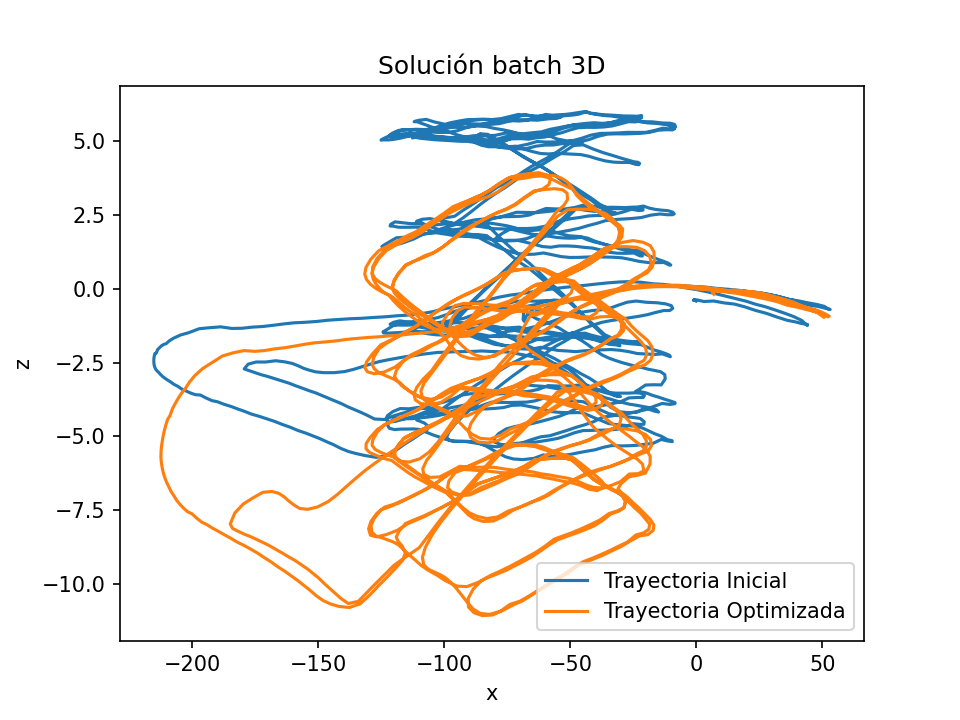 Solución batch 3D
5.0
2.5
0.0
−2.5
−5.0
−7.5
−10.0
z
−200
−150
−100
−50
0
50
x
Trayectoria Inicial
Trayectoria Optimizada